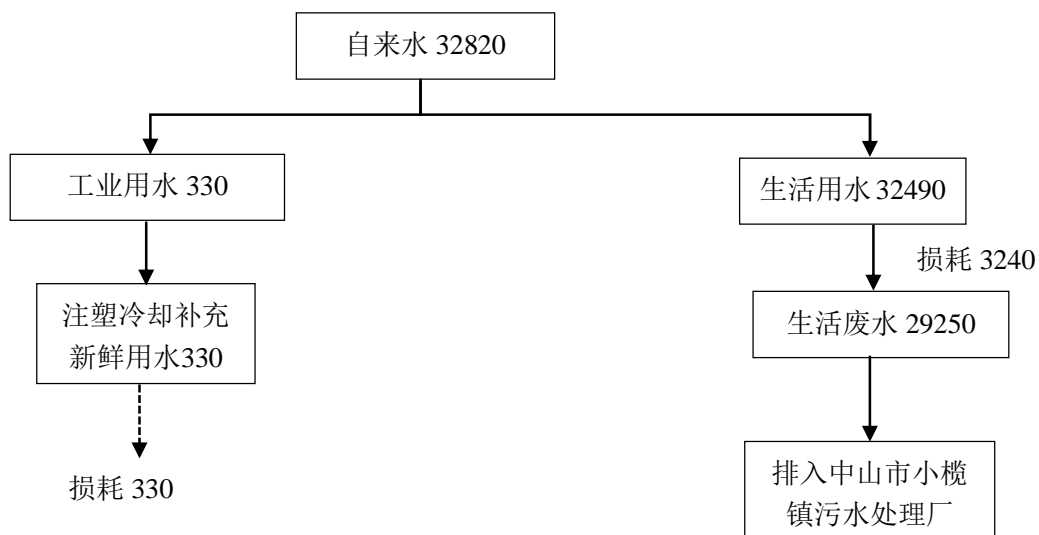 自来水 32820
工业用水 330
生活用水 32490
损耗 3240
注塑冷却补充
新鲜用水330
生活废水 29250
损耗 330
排入中山市小榄
镇污水处理厂